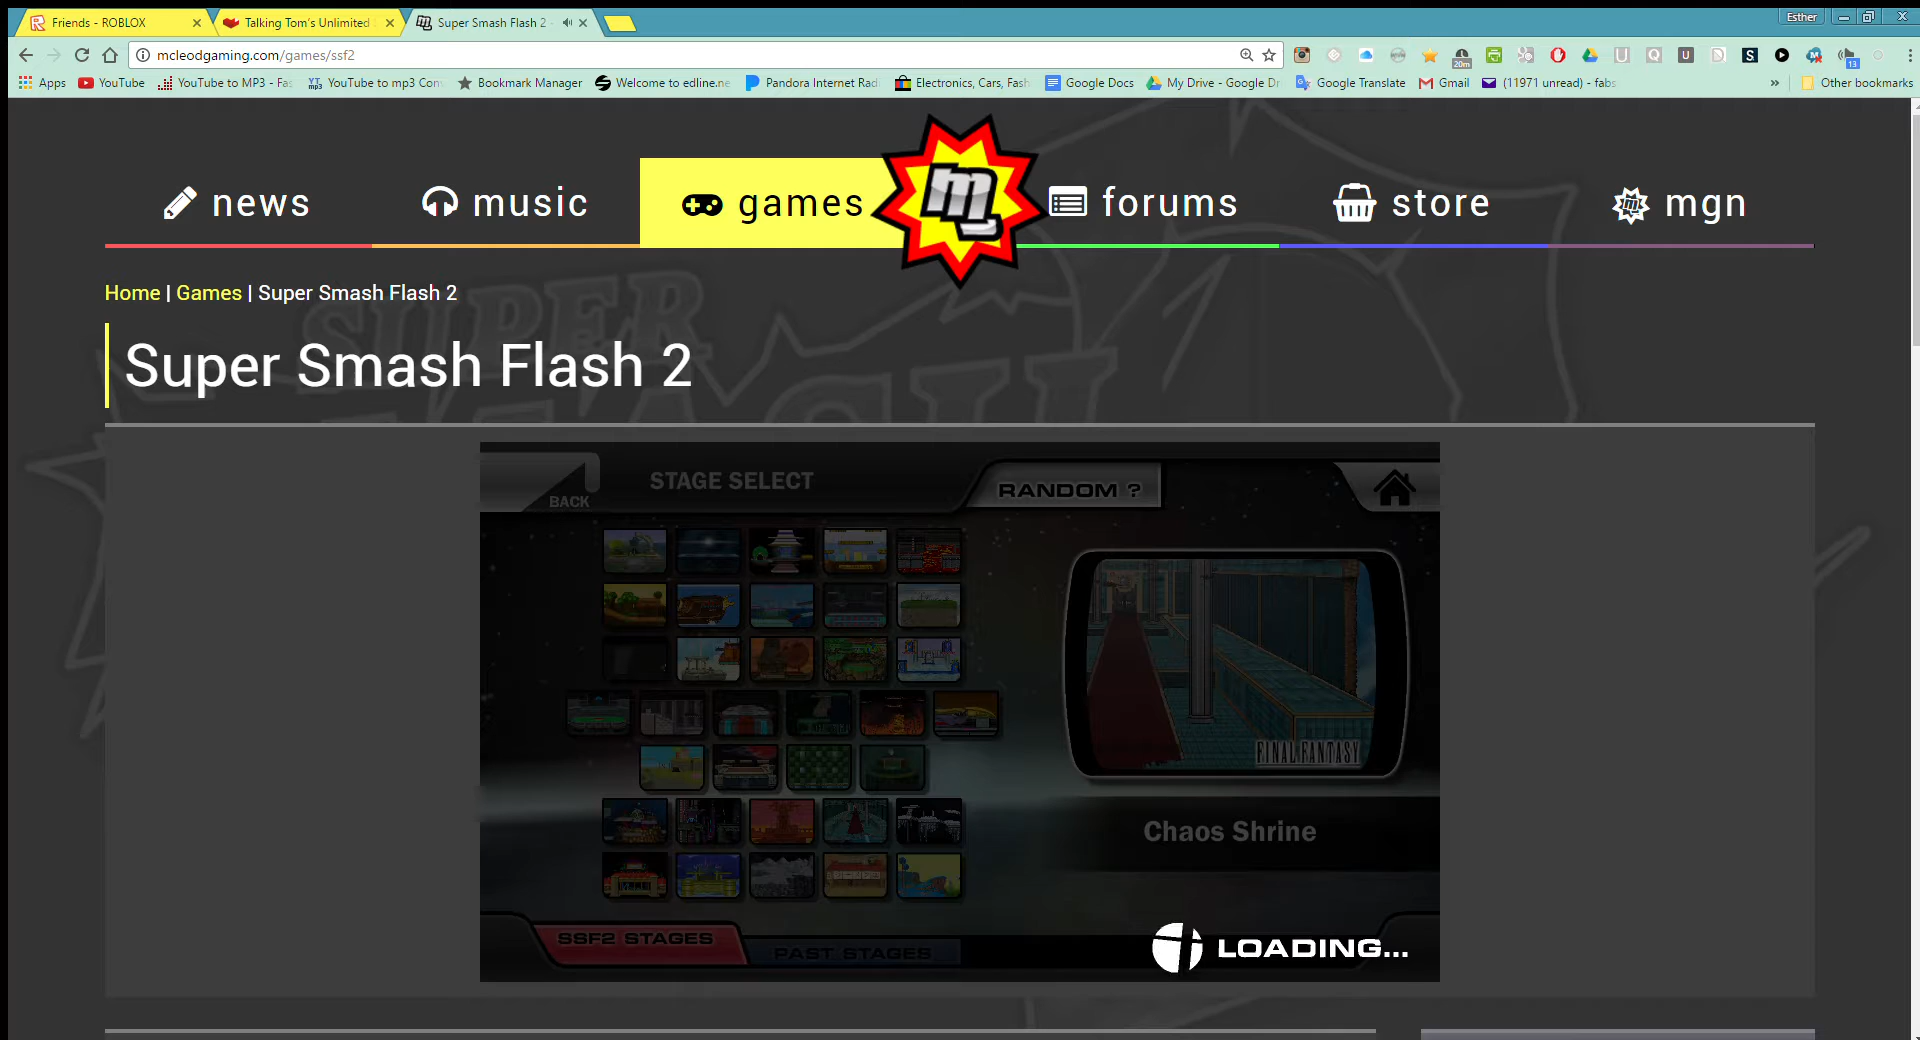 Friends - ROBLOX
Talking Tom's Unlimited
Super Smash Flash 2 -
Esther
mcleodgaming.com/games/ssf2
20m
13
Apps YouTube YouTube to MP3 - Fas YouTube to mp3 Con Bookmark Manager Welcome to edline.ne Pandora Internet Radi Electronics, Cars, Fash Google Docs My Drive - Google Dr Google Translate Gmail (11971 unread) - fabs » Other bookmarks
news music games forums store mgn
Home | Games | Super Smash Flash 2
Super Smash Flash 2
BACK
STAGE SELECT
RANDOM ?
FINAL FANTASY
Chaos Shrine
SSF2 STAGES
PAST STAGES
LOADING...